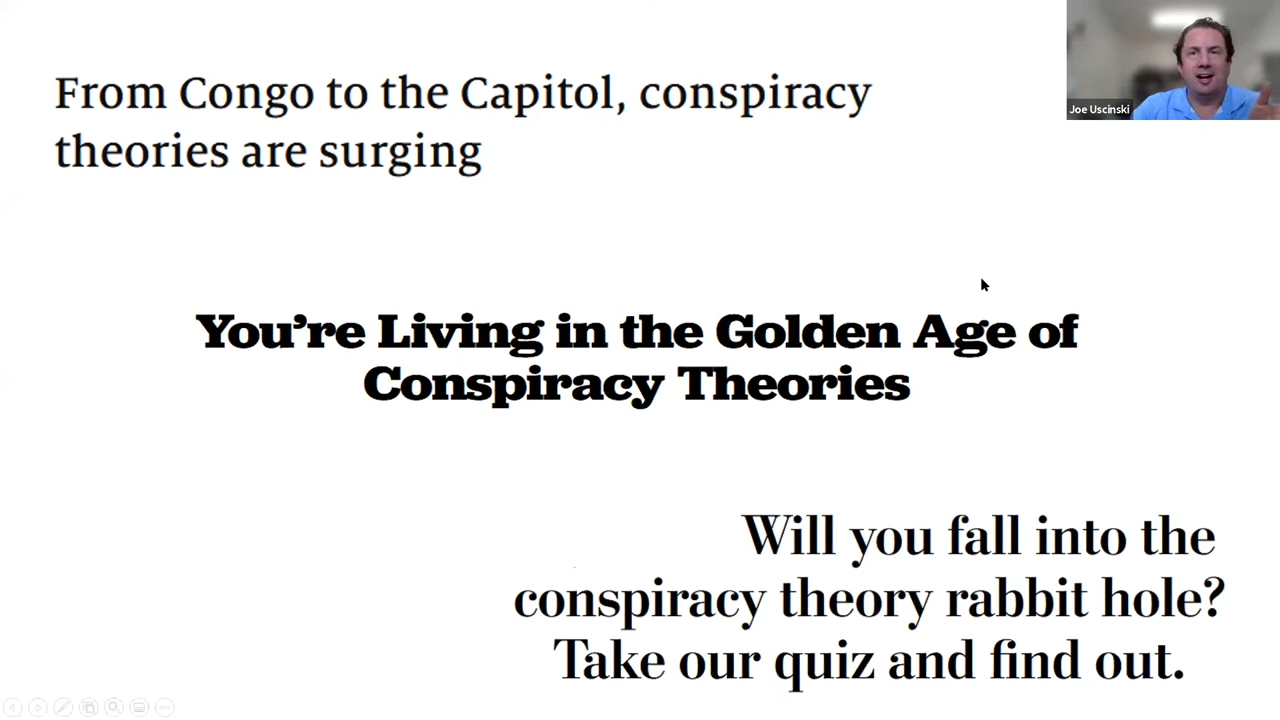 From Congo to the Capitol, conspiracy
theories are surging
Joe Uscinski
You're Living in the Golden Age of
Conspiracy Theories
Will you fall into the
conspiracy theory rabbit hole?
Take our quiz and find out.